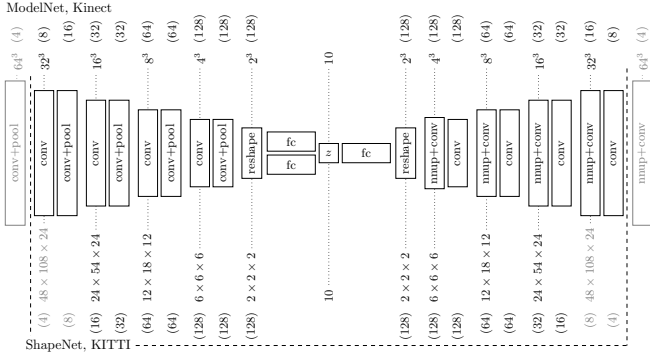 ModelNet, Kinect
(4)
(8)
(16)
(32)
(32)
(64)
(64)
(128)
(128)
(128)
(128)
(128)
(128)
(64)
(64)
(32)
(32)
(16)
(8)
(4)
64³
32³
16³
8³
4³
2³
10
2³
4³
8³
16³
32³
64³
conv+pool
conv
conv+pool
conv
conv+pool
conv
conv+pool
conv
conv+pool
reshape
fc
fc
z
fc
reshape
nnup+conv
conv
nnup+conv
conv
nnup+conv
conv
nnup+conv
conv
nnup+conv
48 × 108 × 24
24 × 54 × 24
12 × 18 × 12
6 × 6 × 6
2 × 2 × 2
10
2 × 2 × 2
6 × 6 × 6
12 × 18 × 12
24 × 54 × 24
48 × 108 × 24
(4)
(8)
(16)
(32)
(64)
(64)
(128)
(128)
(128)
(128)
(128)
(128)
(64)
(64)
(32)
(16)
(8)
(4)
ShapeNet, KITTI